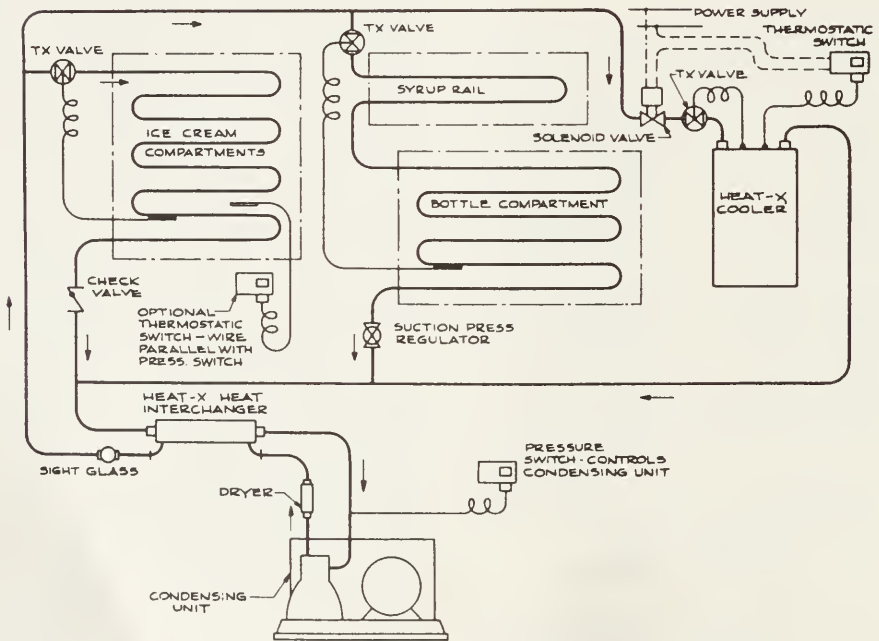 POWER SUPPLY
THERMOSTATIC
SWITCH
TX VALVE
TX VALVE
TX VALVE
SYRUP RAIL
SOLENOID VALVE
ICE CREAM
COMPARTMENTS
BOTTLE COMPARTMENT
HEAT-X
COOLER
CHECK
VALVE
OPTIONAL
THERMOSTATIC
SWITCH-WIRE
PARALLEL WITH
PRESS. SWITCH
SUCTION PRESS
REGULATOR
HEAT-X HEAT
INTERCHANGER
SIGHT GLASS
PRESSURE
SWITCH-CONTROLS
CONDENSING UNIT
DRYER
CONDENSING
UNIT